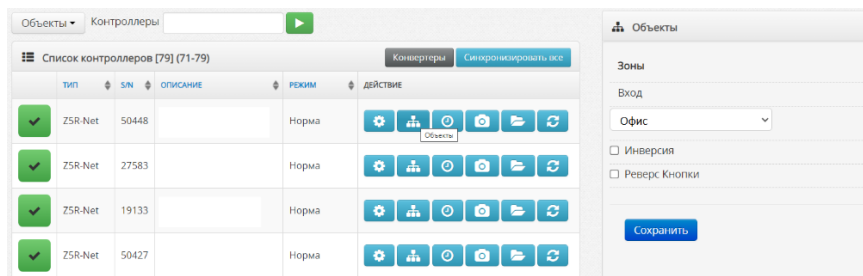 Объекты Контроллеры
Список контроллеров [79] (71-79) Конвертеры Синхронизировать все
ТИП S/N ОПИСАНИЕ РЕЖИМ ДЕЙСТВИЕ
Z5R-Net 50448 Норма
Объекты
Z5R-Net 27583 Норма
Z5R-Net 19133 Норма
Z5R-Net 50427 Норма
Объекты
Зоны
Вход
Офис
Инверсия
Реверс Кнопки
Сохранить